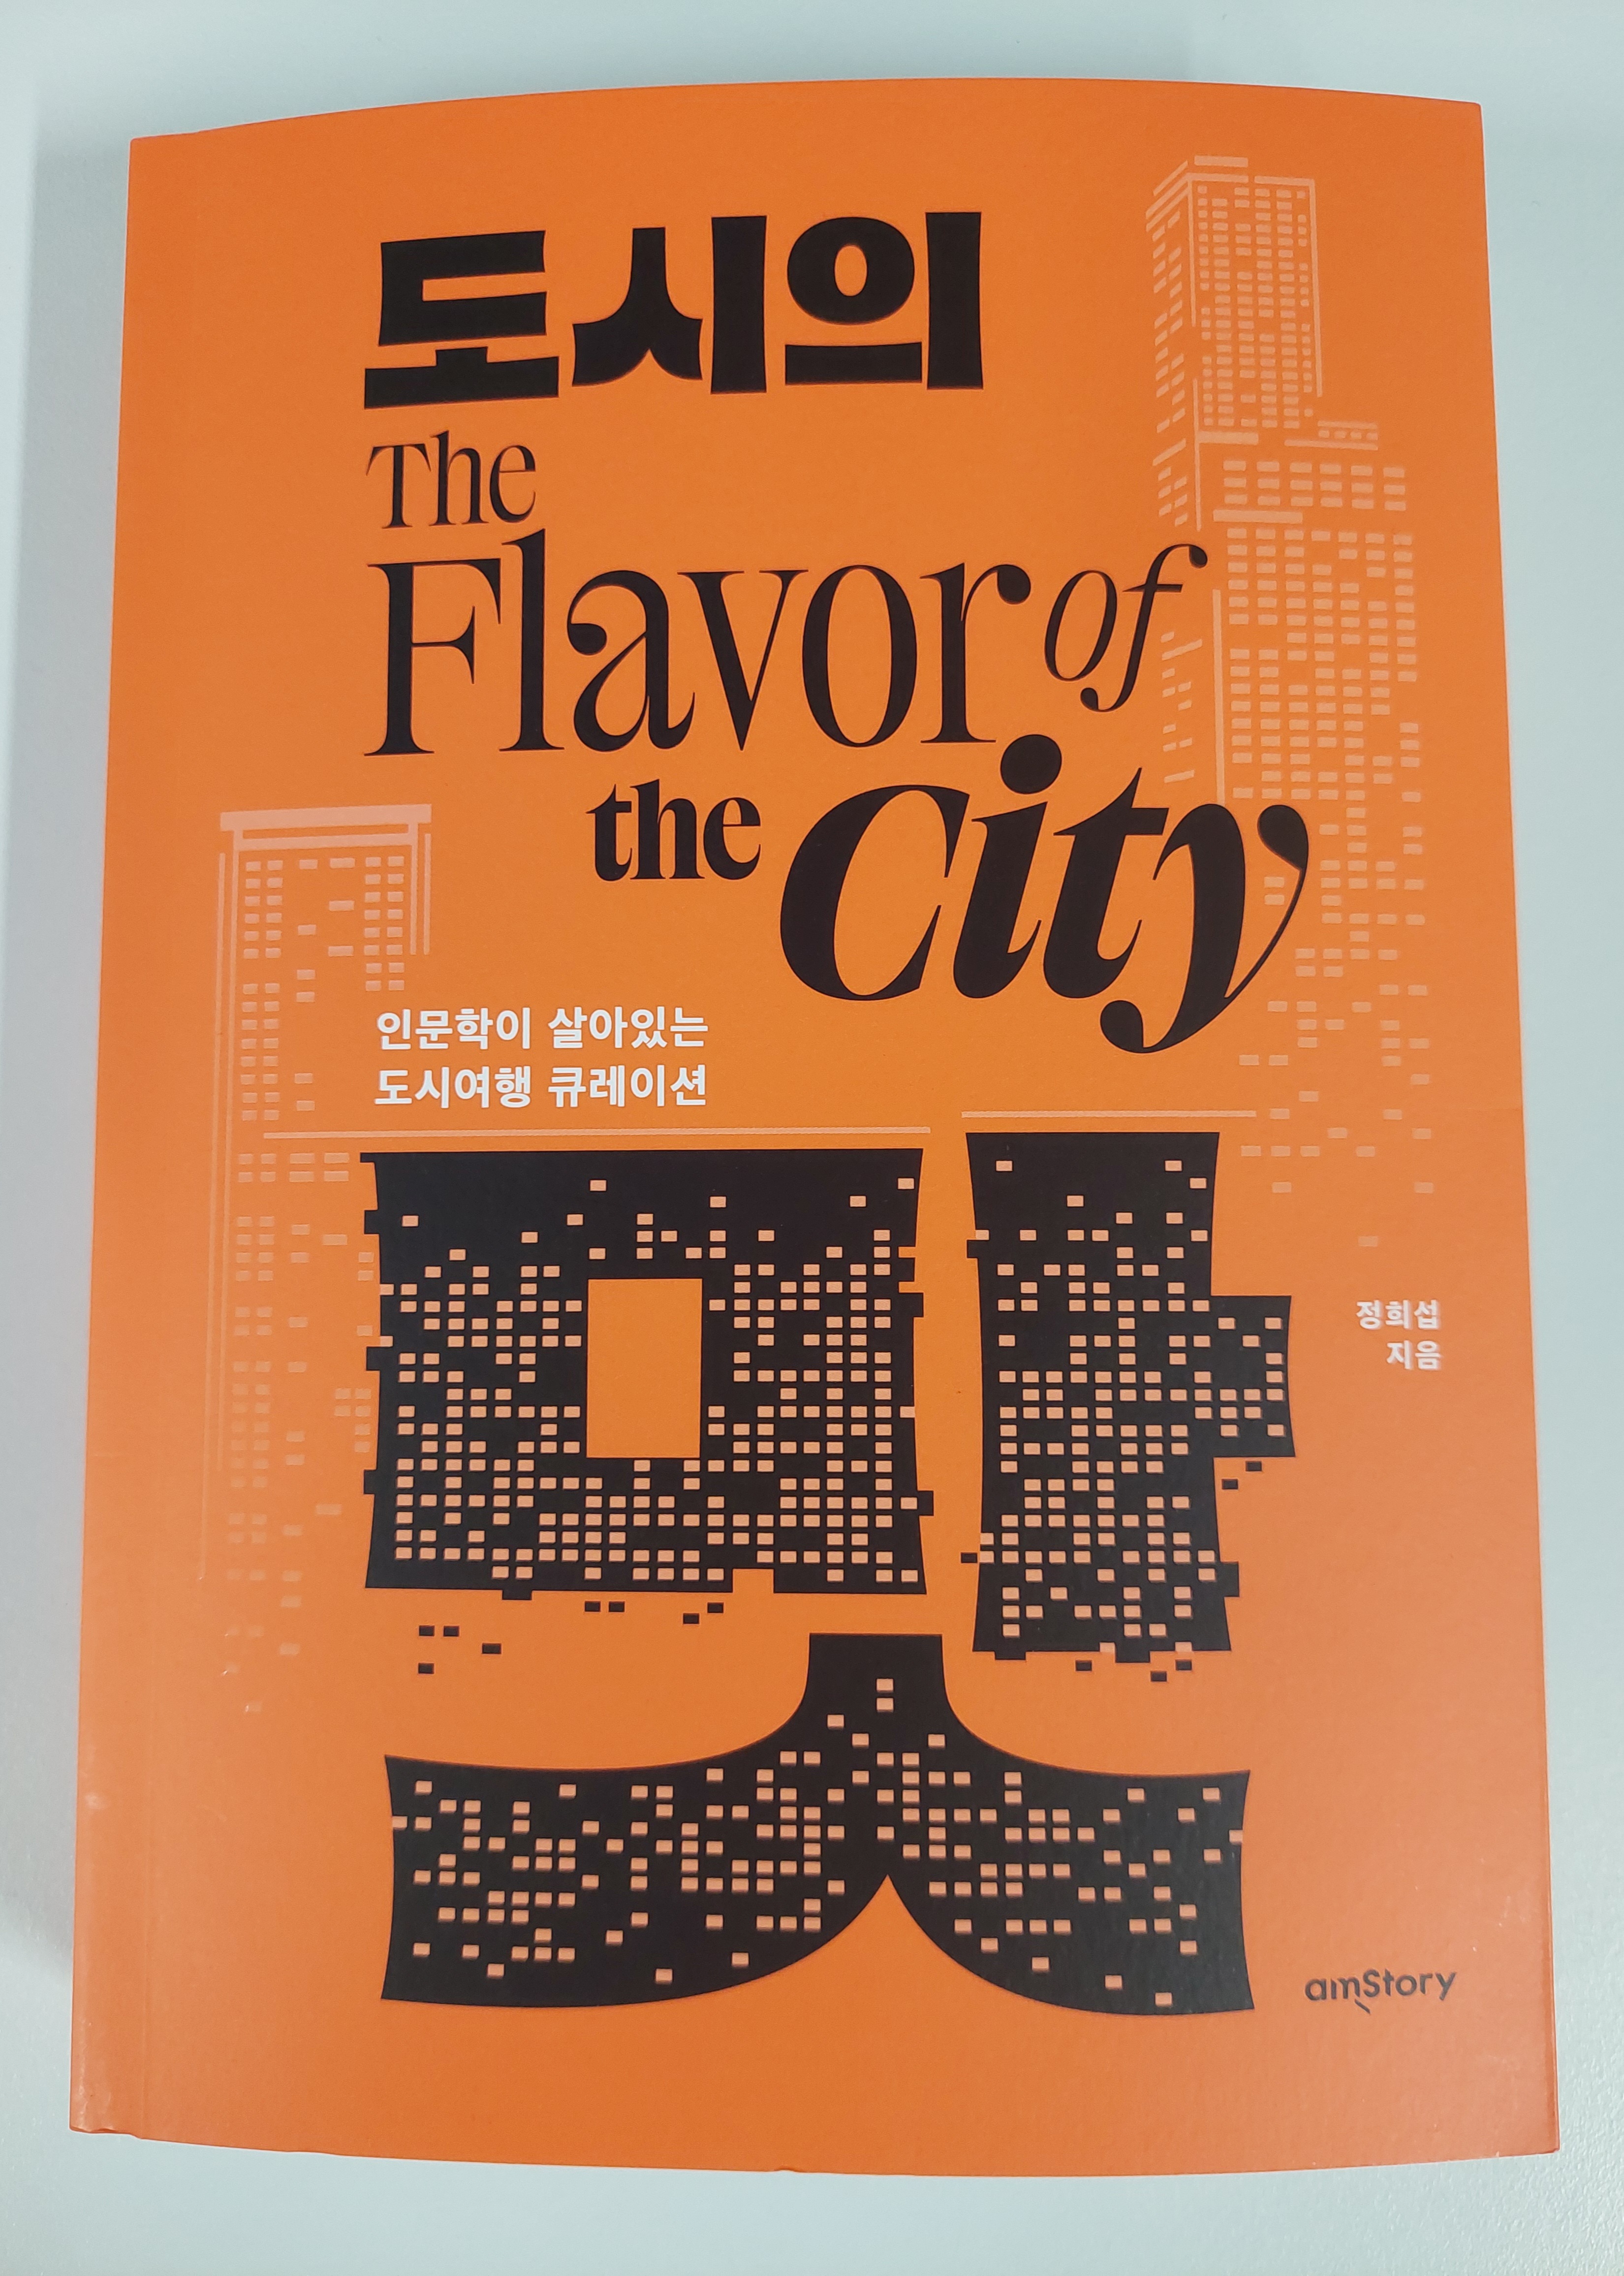 도시의
The
Flavor of
the City
인문학이 살아있는
도시여행 큐레이션
맛
정희섭
지음
amStory